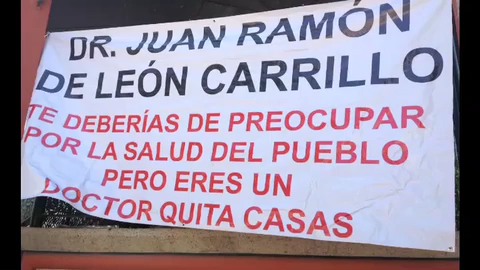 DR. JUAN RAMÓN
DE LEÓN CARRILLO
TE DEBERÍAS DE PREOCUPAR
POR LA SALUD DEL PUEBLO
PERO ERES UN
DOCTOR QUITA CASAS